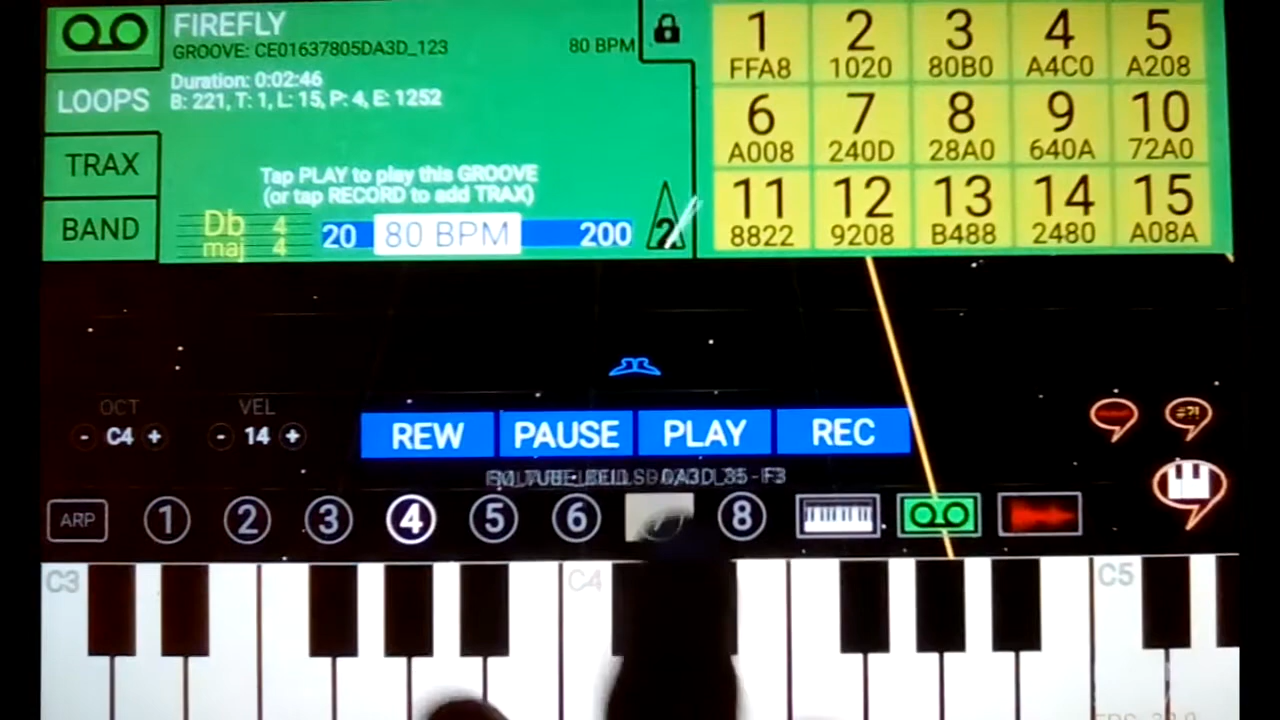 FIREFLY
GROOVE: CE01637805DA3D_123
80 BPM
LOOPS
Duration: 0:02:46
B: 221, T: 1, L: 15, P: 4, E: 1252
TRAX
Tap PLAY to play this GROOVE
(or tap RECORD to add TRAX)
BAND
Db maj
4 4
20 80 BPM 200
1 2 3 4 5
FFA8 1020 80B0 A4C0 A208
6 7 8 9 10
A008 240D 28A0 640A 72A0
11 12 13 14 15
8822 9208 B488 2480 A08A
OCT VEL
- C4 + - 14 +
REW PAUSE PLAY REC
#?!
ARP 1 2 3 4 5 6 8
C3 C4 C5